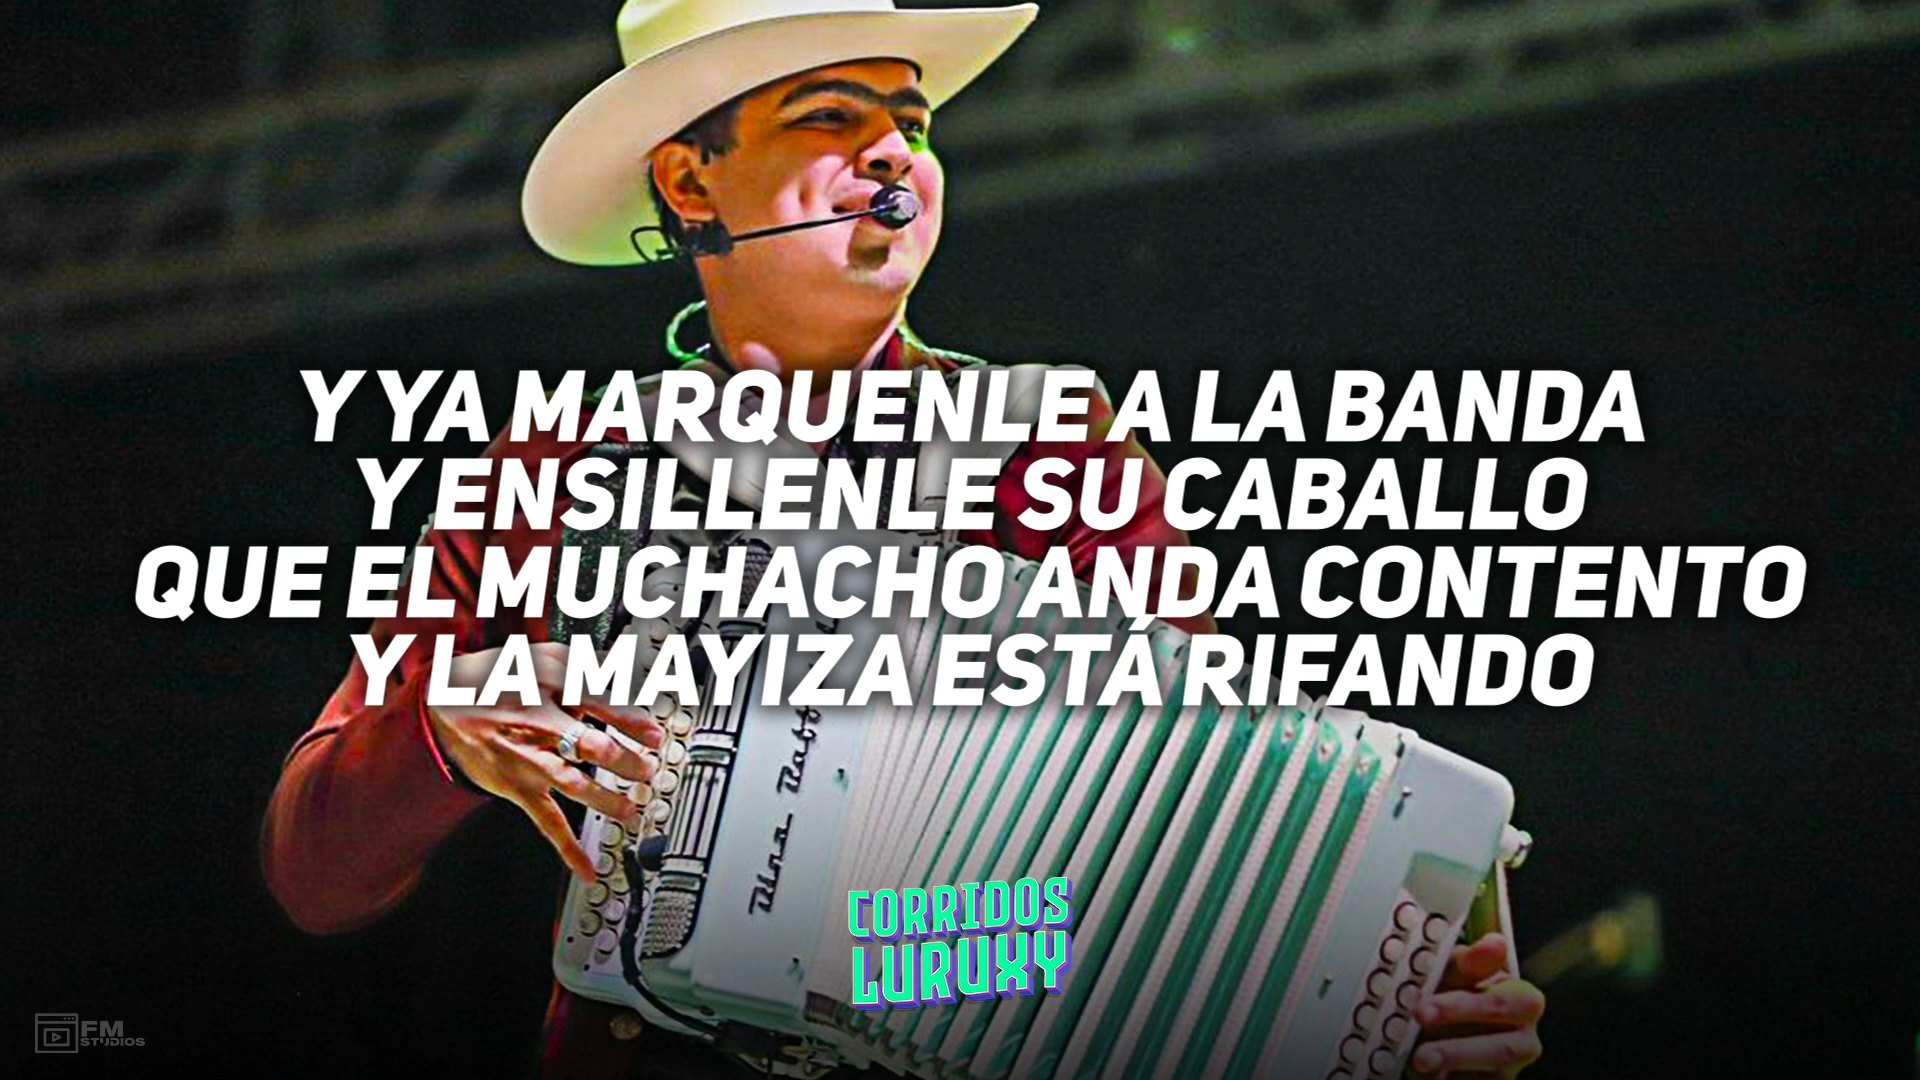 Y YA MARQUENLE A LA BANDA
Y ENSILLENLE SU CABALLO
QUE EL MUCHACHO ANDA CONTENTO
Y LA MAYIZA ESTÁ RIFANDO
CORRIDOS
LURUXY
FM
STUDIOS